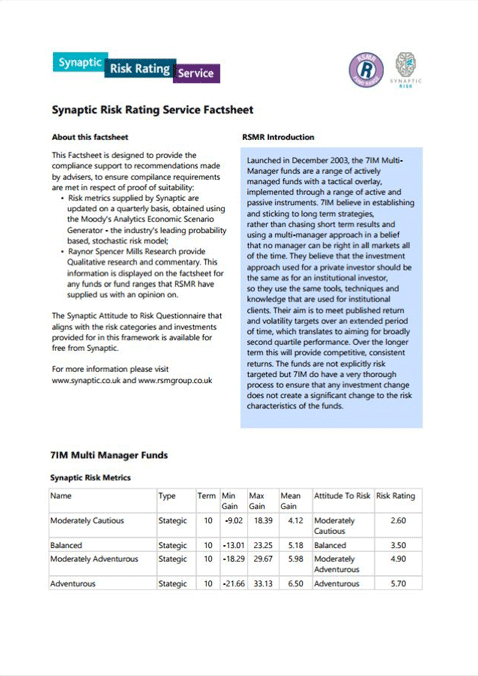 Synaptic
Risk Rating
Service
RSMR
R
SYNAPTIC
RISK
Synaptic Risk Rating Service Factsheet
About this factsheet
This Factsheet is designed to provide the
compliance support to recommendations made
by advisers, to ensure compliance requirements
are met in respect of proof of suitability:
• Risk metrics supplied by Synaptic are
updated on a quarterly basis, obtained using
the Moody's Analytics Economic Scenario
Generator - the industry's leading probability
based, stochastic risk model;
• Raynor Spencer Mills Research provide
Qualitative research and commentary. This
information is displayed on the factsheet for
any funds or fund ranges that RSMR have
supplied us with an opinion on.
The Synaptic Attitude to Risk Questionnaire that
aligns with the risk categories and investments
provided for in this framework is available for
free from Synaptic.
For more information please visit
www.synaptic.co.uk and www.rsmgroup.co.uk
RSMR Introduction
Launched in December 2003, the 7IM Multi-
Manager funds are a range of actively
managed funds with a tactical overlay,
implemented through a range of active and
passive instruments. 7IM believe in establishing
and sticking to long term strategies,
rather than chasing short term results and
using a multi-manager approach in a belief
that no manager can be right in all markets all
of the time. They believe that the investment
approach used for a private investor should be
the same as for an institutional investor,
so they use the same tools, techniques and
knowledge that are used for institutional
clients. Their aim is to meet published return
and volatility targets over an extended period
of time, which translates to aiming for broadly
second quartile performance. Over the longer
term this will provide competitive, consistent
returns. The funds are not explicitly risk
targeted but 7IM do have a very thorough
process to ensure that any investment change
does not create a significant change to the risk
characteristics of the funds.
7IM Multi Manager Funds
Synaptic Risk Metrics
Name Type Term Min Gain Max Gain Mean Gain Attitude To Risk Risk Rating
Moderately Cautious Stategic 10 -9.02 18.39 4.12 Moderately Cautious 2.60
Balanced Stategic 10 -13.01 23.25 5.18 Balanced 3.50
Moderately Adventurous Stategic 10 -18.29 29.67 5.98 Moderately Adventurous 4.90
Adventurous Stategic 10 -21.66 33.13 6.50 Adventurous 5.70